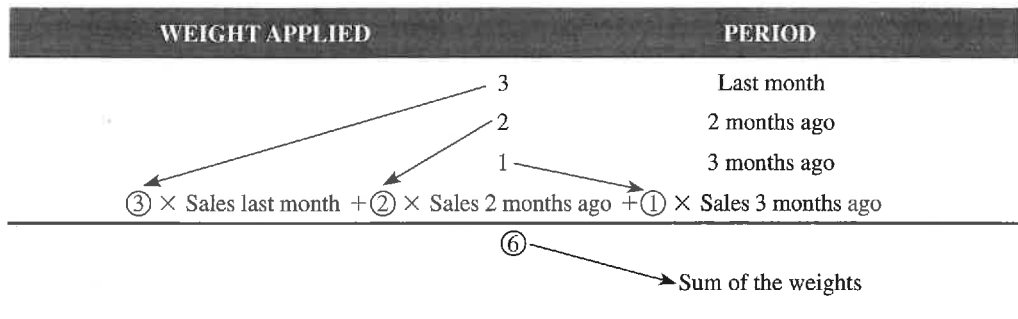 WEIGHT APPLIED PERIOD
3 Last month
2 2 months ago
1 3 months ago
③ × Sales last month + ② × Sales 2 months ago + ① × Sales 3 months ago
⑥
Sum of the weights